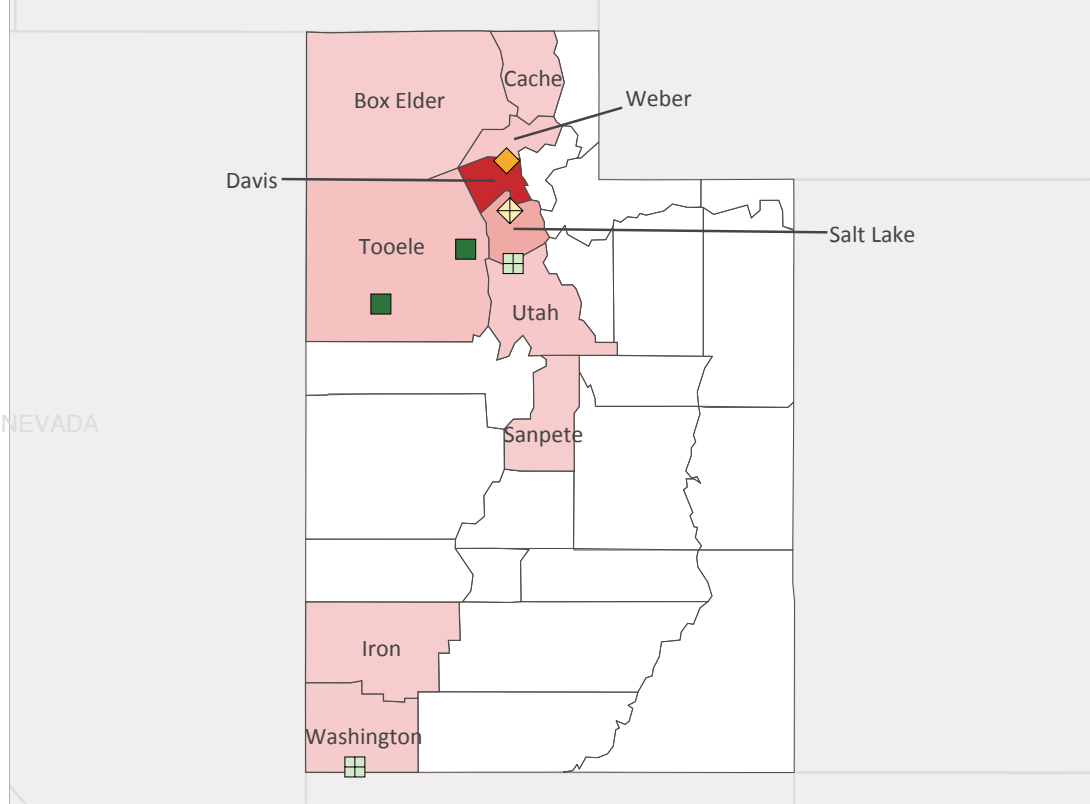 Cache
Box Elder
Weber
Davis
Salt Lake
Tooele
Utah
NEVADA
Sanpete
Iron
Washington